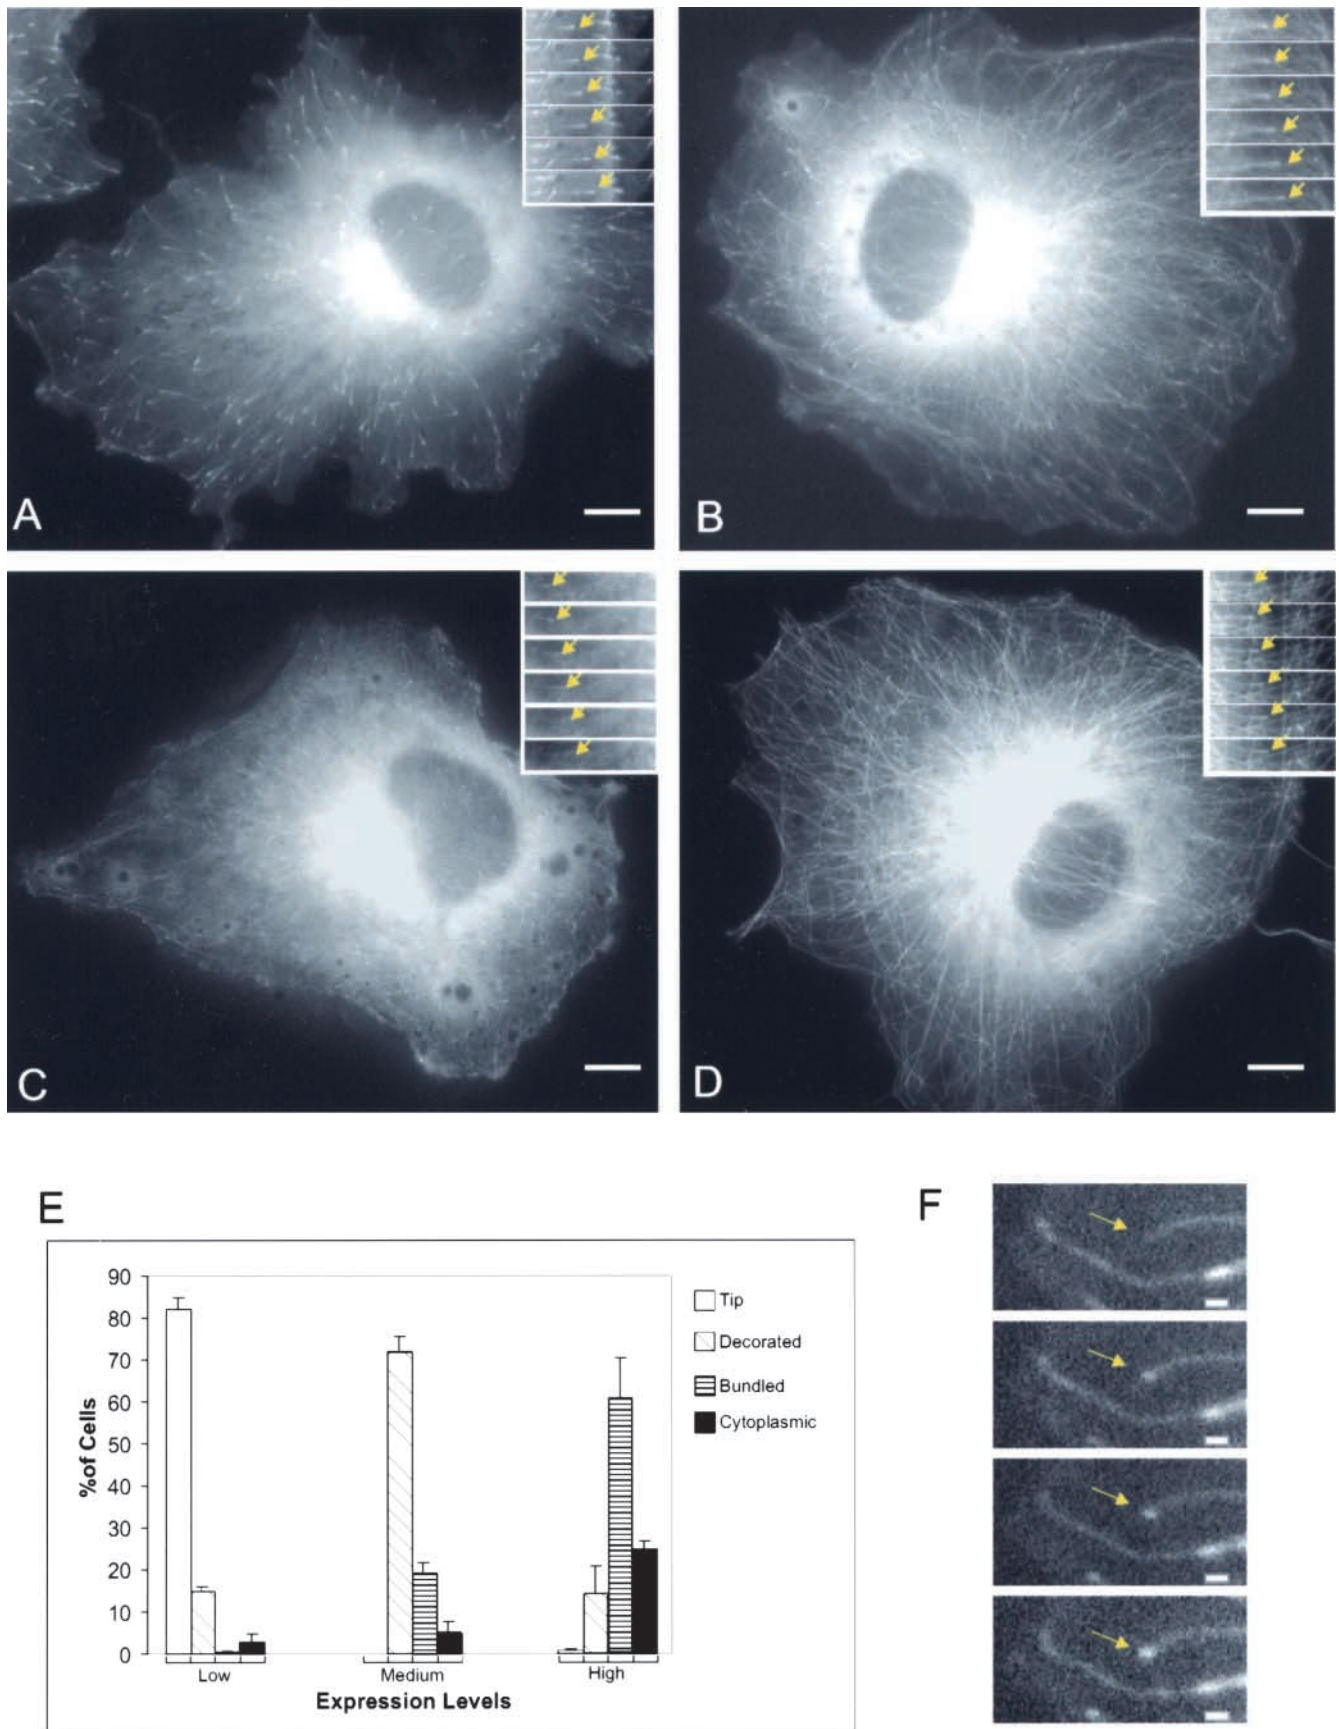 A
B
C
D
E
F
90
80
70
60
50
40
30
20
10
0
%of Cells
Low
Medium
High
Expression Levels
Tip
Decorated
Bundled
Cytoplasmic